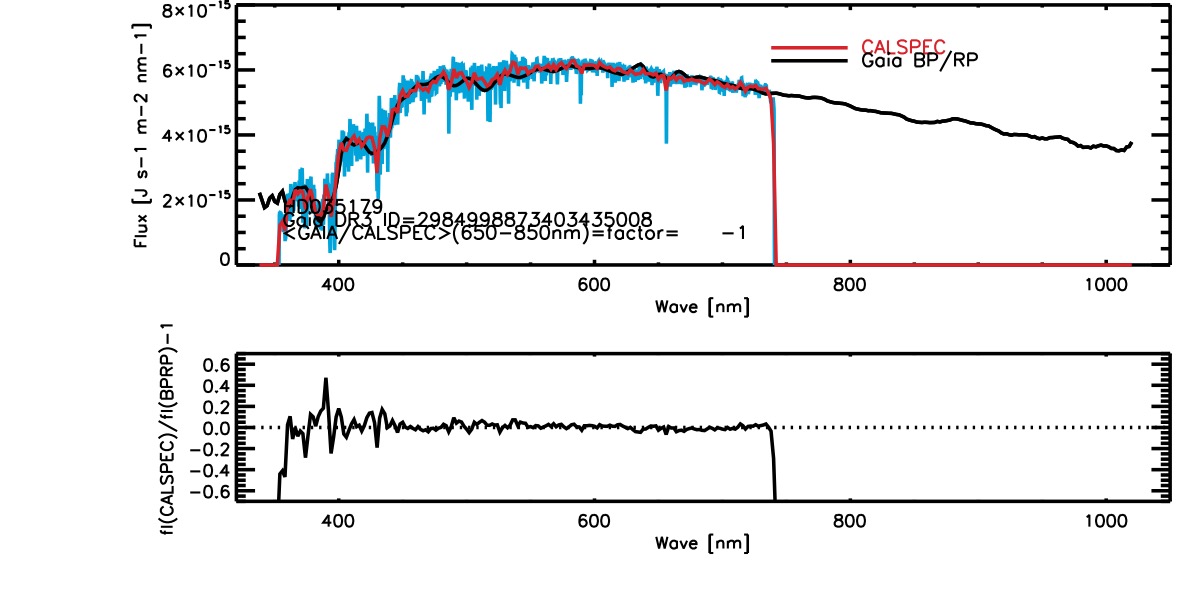 8×10−15
6×10−15
4×10−15
2×10−15
0
Flux [J s−1 m−2 nm−1]
CALSPEC
Gaia BP/RP
HD035179
Gaia DR3 ID=2984998873403435008
<GAIA/CALSPEC>(650−850nm)=factor= −1
400 600 800 1000
Wave [nm]
fl(CALSPEC)/fl(BPRP)−1
0.6
0.4
0.2
0.0
−0.2
−0.4
−0.6
400 600 800 1000
Wave [nm]